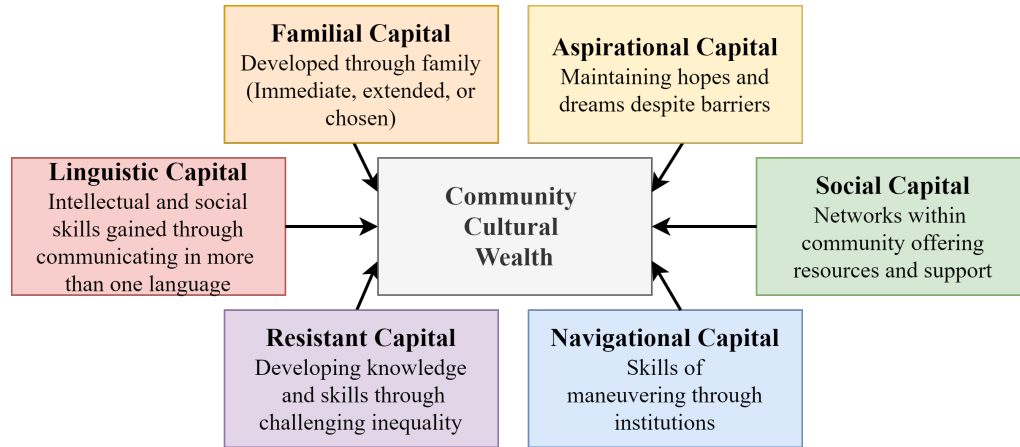 Familial Capital
Developed through family
(Immediate, extended, or
chosen)
Aspirational Capital
Maintaining hopes and
dreams despite barriers
Linguistic Capital
Intellectual and social
skills gained through
communicating in more
than one language
Community
Cultural
Wealth
Social Capital
Networks within
community offering
resources and support
Resistant Capital
Developing knowledge
and skills through
challenging inequality
Navigational Capital
Skills of
maneuvering through
institutions